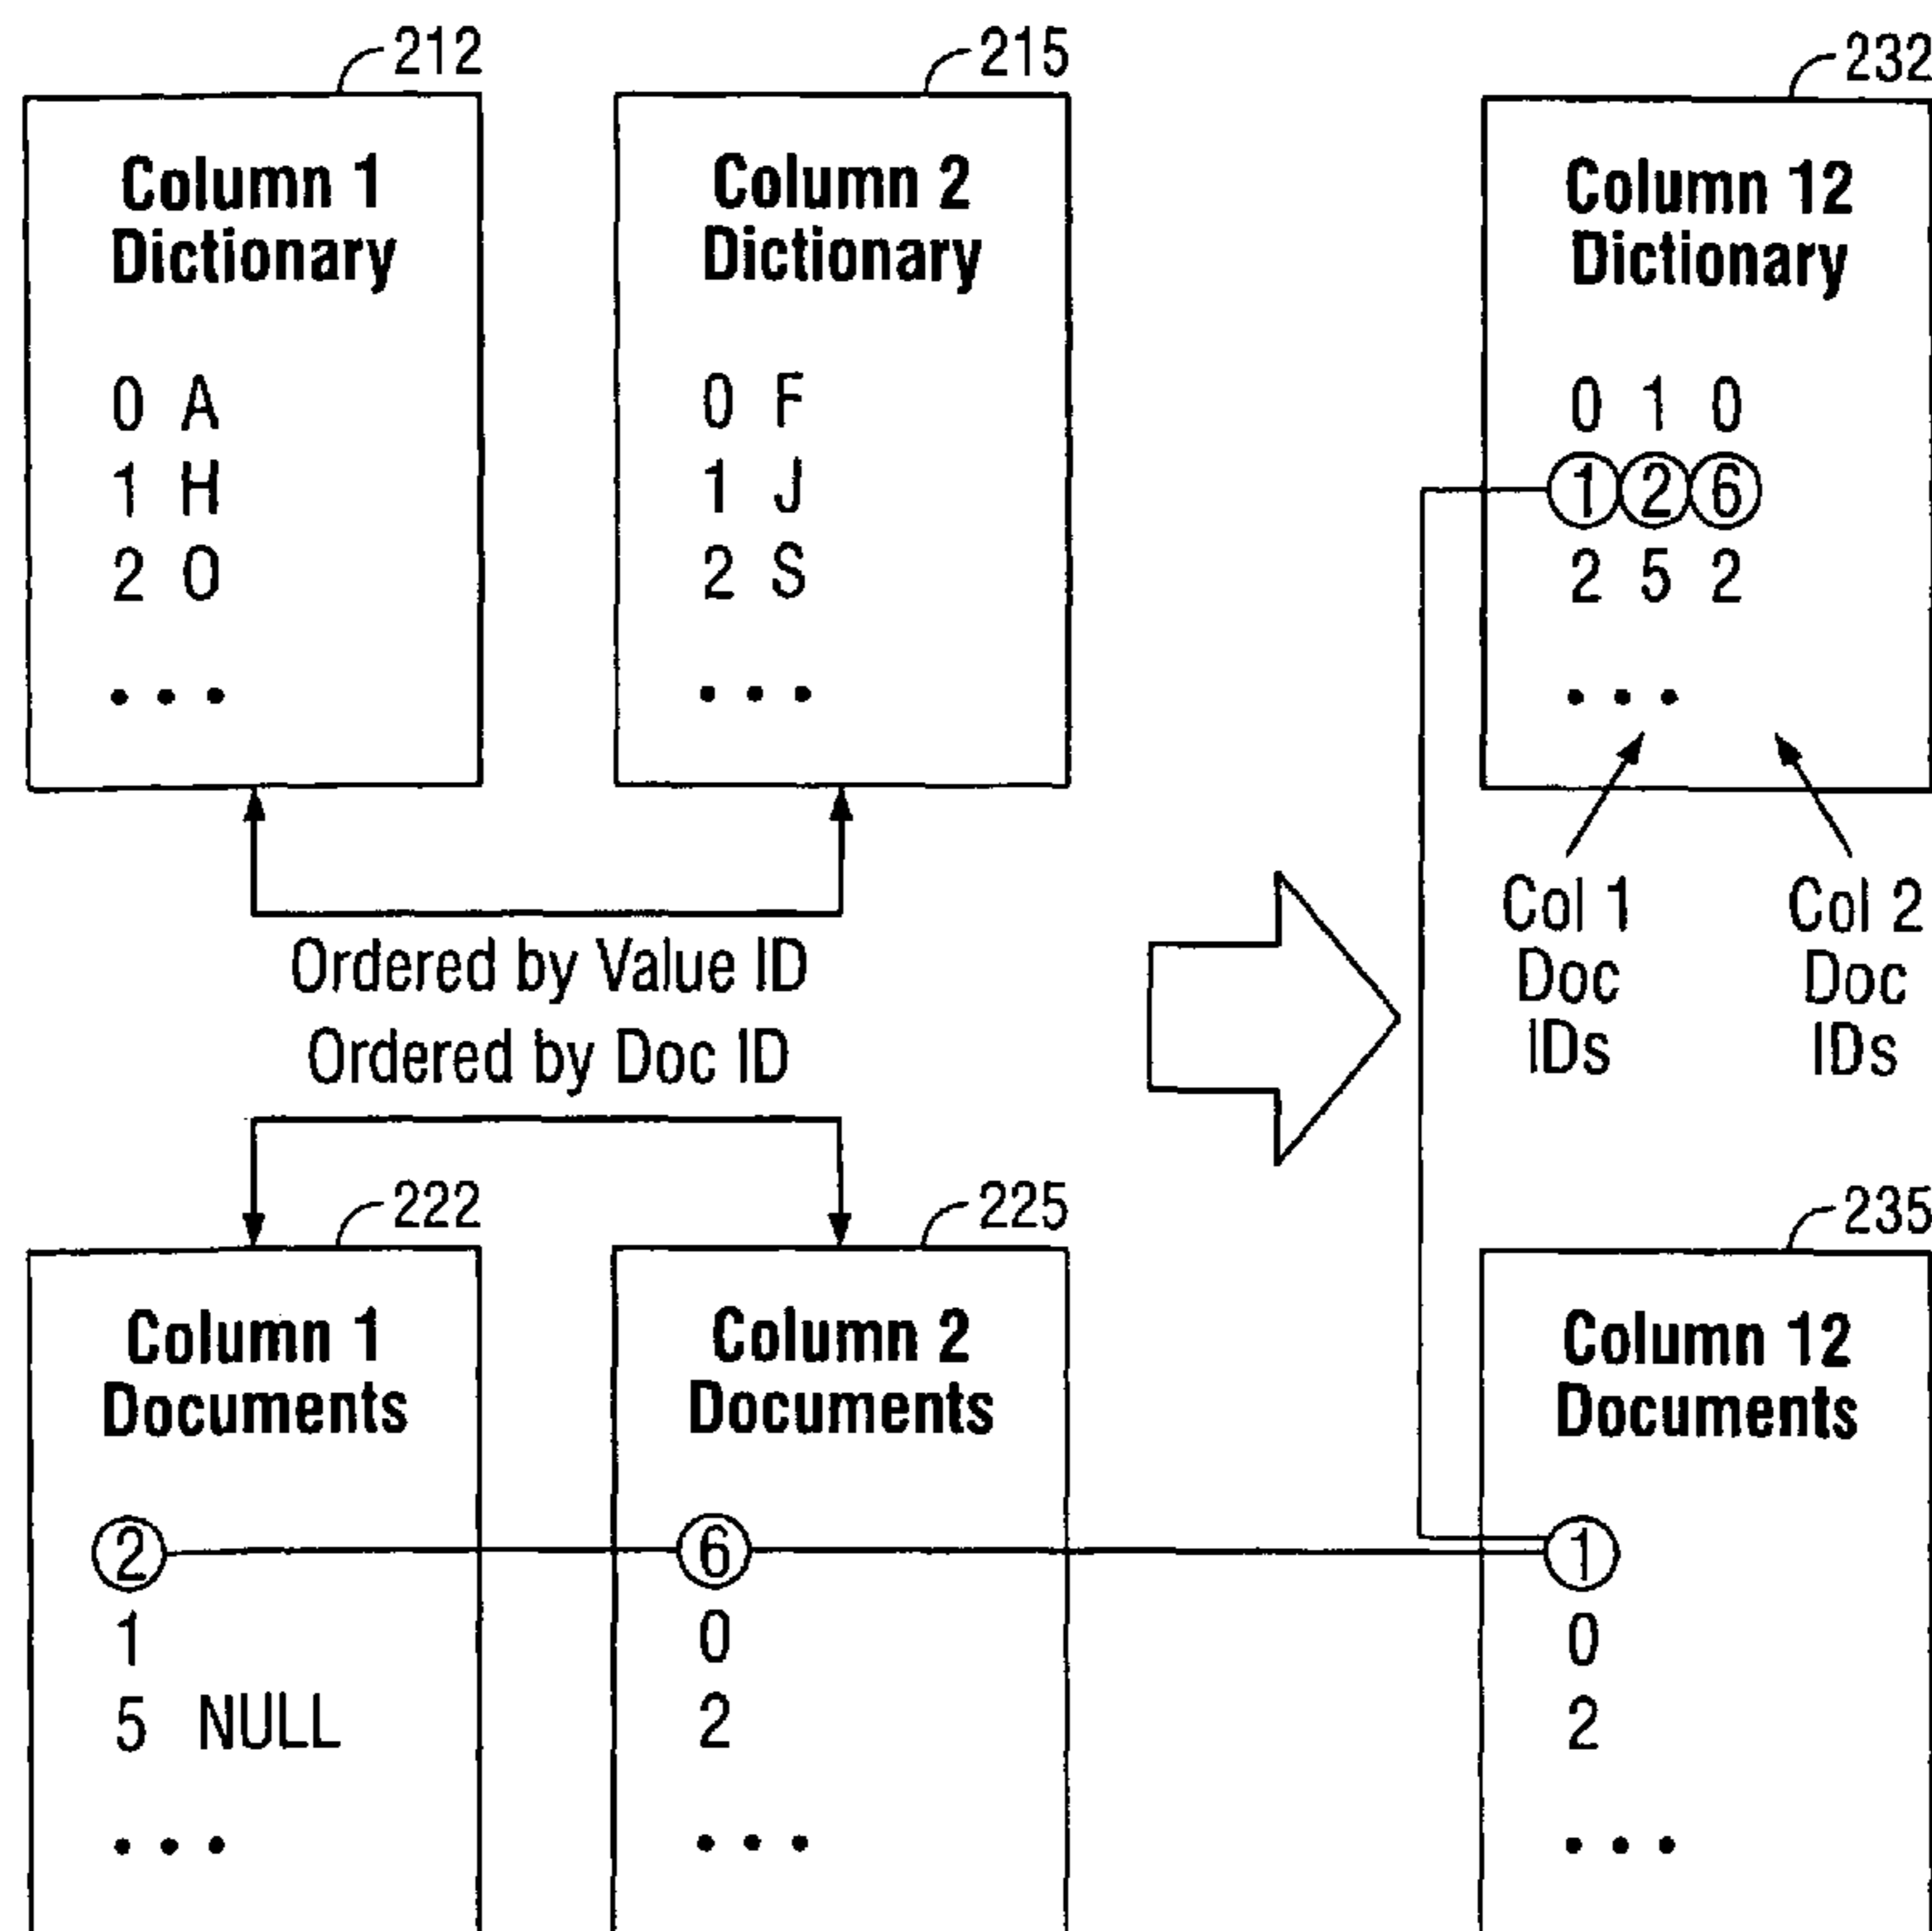 212
215
232
Column 1
Dictionary
0 A
1 H
2 O
...
Column 2
Dictionary
0 F
1 J
2 S
...
Column 12
Dictionary
0 1 0
1 2 6
2 5 2
...
Ordered by Value ID
Ordered by Doc ID
Col 1
Doc
IDs
Col 2
Doc
IDs
222
225
235
Column 1
Documents
2
1
5 NULL
...
Column 2
Documents
6
0
2
...
Column 12
Documents
1
0
2
...